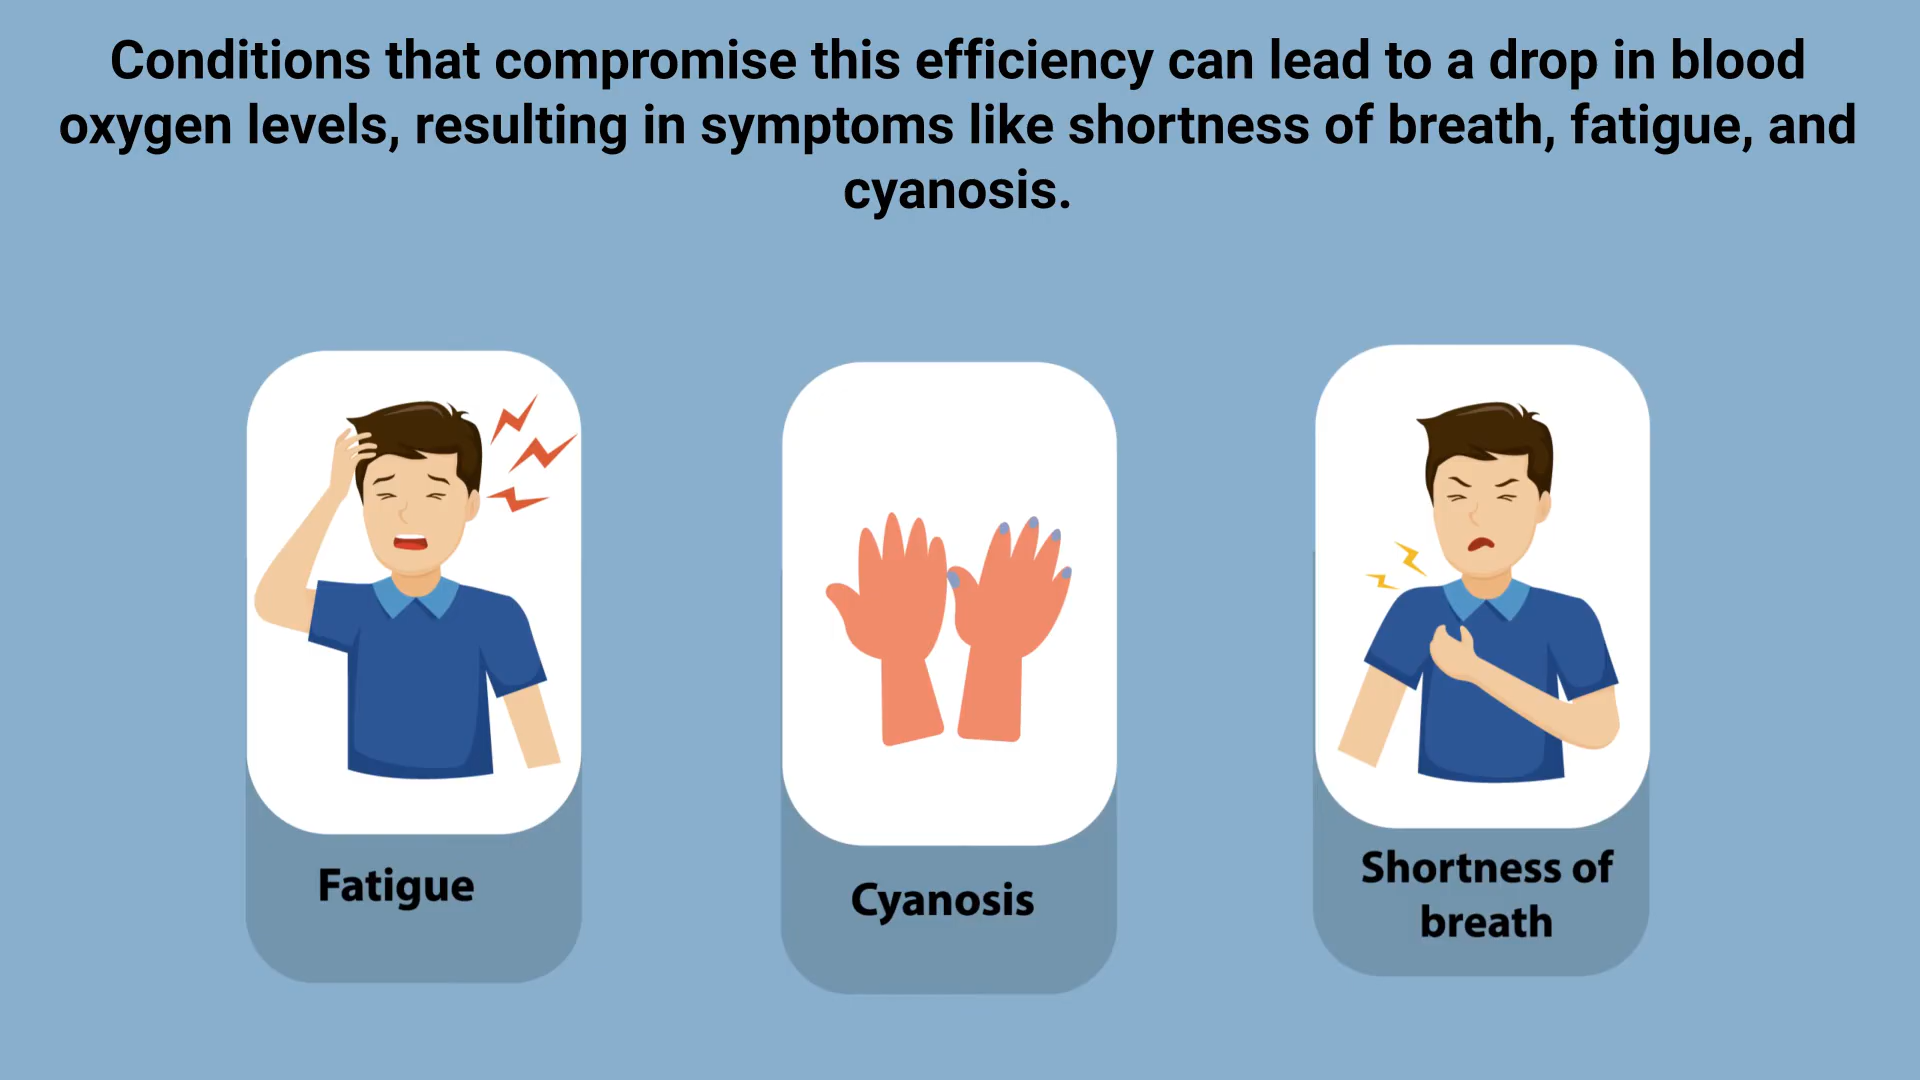 Conditions that compromise this efficiency can lead to a drop in blood
oxygen levels, resulting in symptoms like shortness of breath, fatigue, and
cyanosis.
Fatigue
Cyanosis
Shortness of
breath